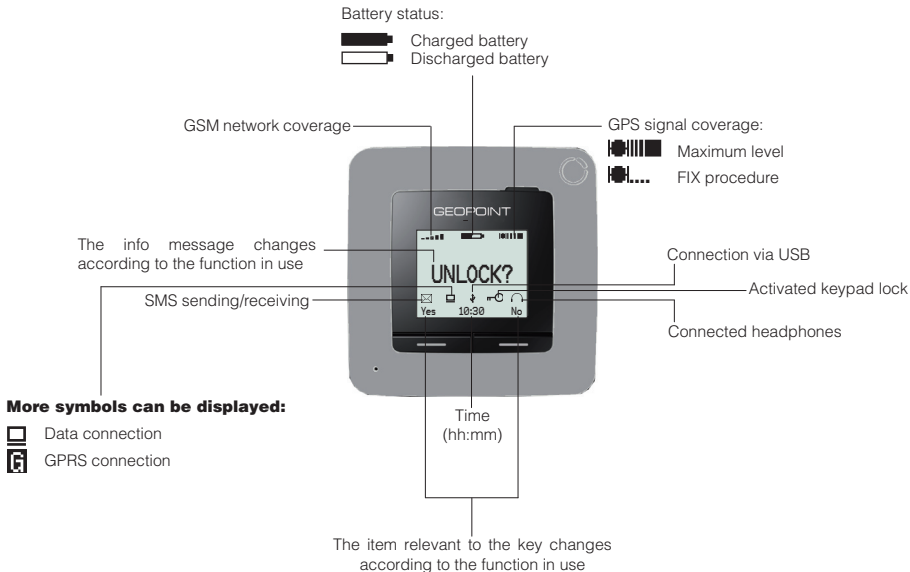 Battery status:
Charged battery
Discharged battery
GSM network coverage
GPS signal coverage:
Maximum level
FIX procedure
GEOPOINT
The info message changes
according to the function in use
UNLOCK?
Connection via USB
SMS sending/receiving
Activated keypad lock
Yes 10:30 No
Connected headphones
More symbols can be displayed:
Data connection
G GPRS connection
Time
(hh:mm)
The item relevant to the key changes
according to the function in use